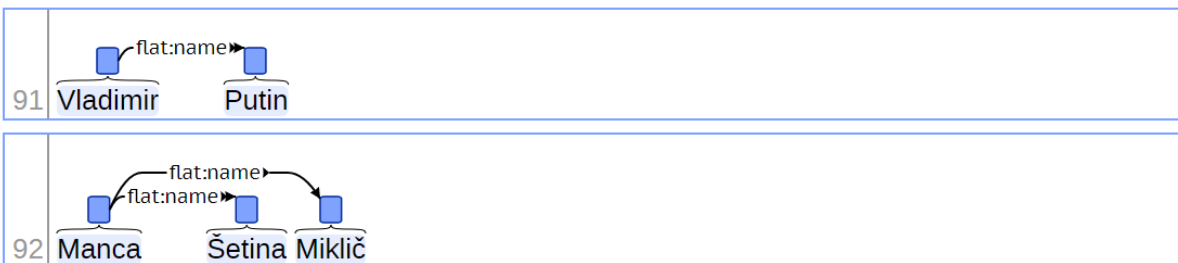 flat:name
91 Vladimir Putin
flat:name
flat:name
92 Manca Šetina Miklič